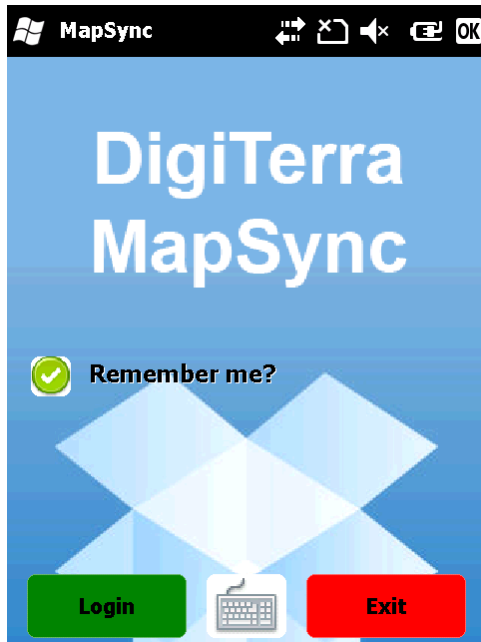 MapSync
OK
DigiTerra
MapSync
Remember me?
Login
Exit